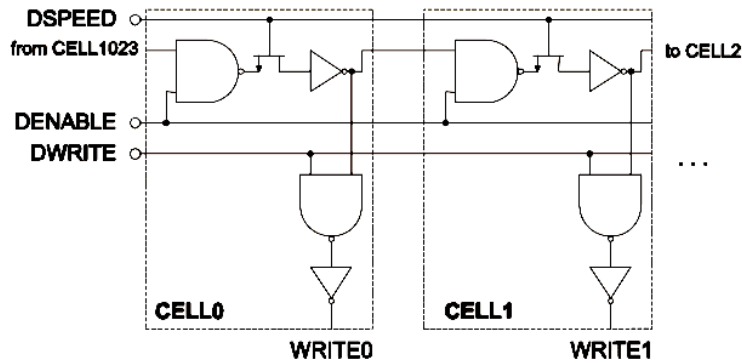 DSPEED
from CELL1023
to CELL2
DENABLE
DWRITE
. . .
CELL0
CELL1
WRITE0
WRITE1